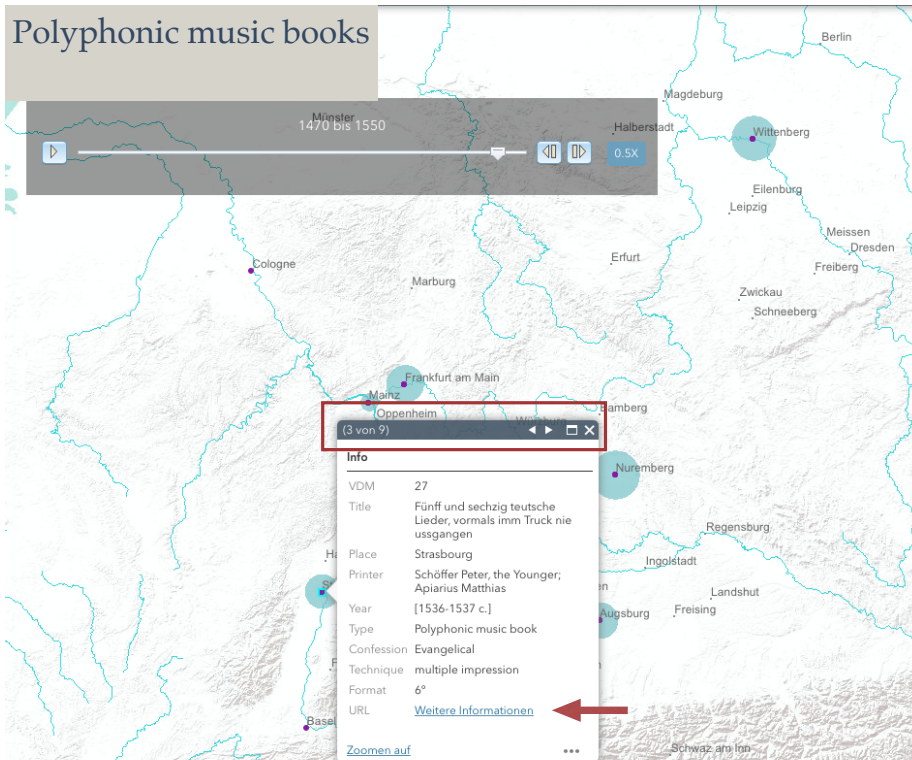 Polyphonic music books
Berlin
Magdeburg
Münster
1470 bis 1550
Halberstadt
Wittenberg
0.5X
Eilenburg
Leipzig
Meissen
Dresden
Erfurt
Cologne
Freiberg
Marburg
Zwickau
Schneeberg
Frankfurt am Main
Mainz
Oppenheim
Bamberg
(3 von 9)
Info
VDM 27
Title Fünff und sechzig teutsche
Lieder, vormals imm Truck nie
ussgangen
Place Strasbourg
Printer Schöffer Peter, the Younger;
Apiarius Matthias
Year [1536-1537 c.]
Type Polyphonic music book
Confession Evangelical
Technique multiple impression
Format 6°
URL Weitere Informationen
Zoomen auf
Nuremberg
Regensburg
Ingolstadt
Landshut
Augsburg
Freising
Basel
Schwaz am Inn